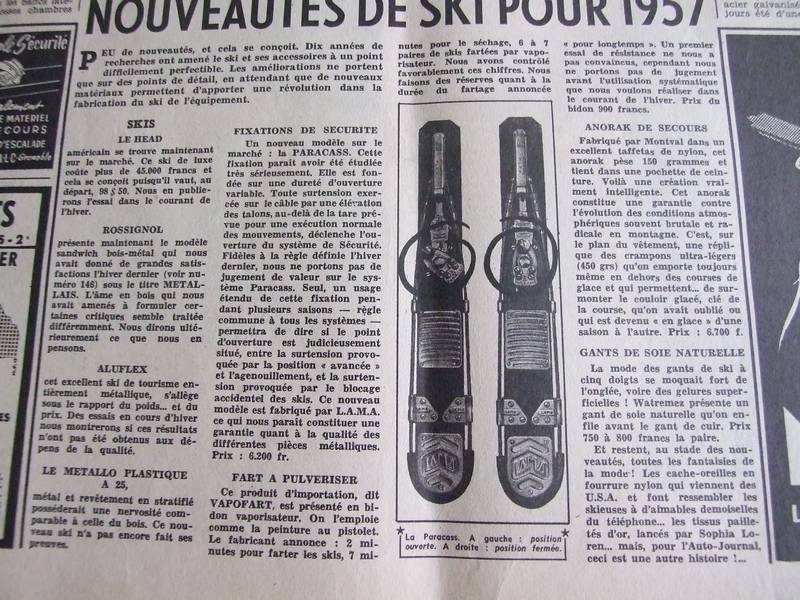 NOUVEAUTES DE SKI POUR 1957
PEU de nouveautés, et cela se conçoit. Dix années de
recherches ont amené le ski et ses accessoires à un point
difficilement perfectible. Les améliorations ne portent
que sur des points de détail, en attendant que de nouveaux
matériaux permettent d'apporter une révolution dans la
fabrication du ski de l'équipement.
SKIS
LE HEAD
américain se trouve maintenant
sur le marché. Ce ski de luxe
coûte plus de 45.000 francs et
cela se conçoit puisqu'il vaut, au
départ, 98 $ 50. Nous en publie-
rons l'essai dans le courant de
l'hiver.
ROSSIGNOL
présente maintenant le modèle
sandwich bois-métal qui nous
avait donné de grandes satis-
factions l'hiver dernier (voir nu-
méro 146) sous le titre METAL-
LAIS. L'âme en bois qui nous
avait amenés à formuler cer-
taines critiques semble traitée
différemment. Nous dirons ulté-
rieurement ce que nous en
pensons.
ALUFLEX
cet excellent ski de tourisme en-
tièrement métallique, s'allège
sous le rapport du poids... et du
prix. Des essais en cours d'hiver
nous montreront si ces résultats
n'ont pas été obtenus aux dé-
pens de la qualité.
LE METALLO PLASTIQUE
A 25,
métal et revêtement en stratifié
posséderait une nervosité com-
parable à celle du bois. Ce nou-
veau ski n'a pas encore fait ses
preuves.
FIXATIONS DE SECURITE
Un nouveau modèle sur le
marché : la PARACASS. Cette
fixation paraît avoir été étudiée
très sérieusement. Elle est fon-
dée sur une dureté d'ouverture
variable. Toute surtension exer-
cée sur le câble par une élévation
des talons, au-delà de la tare pré-
vue pour une exécution normale
des mouvements, déclenche l'ou-
verture du système de Sécurité.
Fidèles à la règle définie l'hiver
dernier, nous ne portons pas de
jugement de valeur sur le sys-
tème Paracass. Seul, un usage
étendu de cette fixation pen-
dant plusieurs saisons — règle
commune à tous les systèmes —
permettra de dire si le point
d'ouverture est judicieusement
situé, entre la surtension provo-
quée par la position « avancée »
et l'agenouillement, et la surten-
sion provoquée par le blocage
accidentel des skis. Ce nouveau
modèle est fabriqué par L.A.M.A.
ce qui nous paraît constituer une
garantie quant à la qualité des
différentes pièces métalliques.
Prix : 6.200 fr.
FART A PULVERISER
Ce produit d'importation, dit
VAPOFART, est présenté en bi-
don vaporisateur. On l'emploie
comme la peinture au pistolet.
Le fabricant annonce : 2 mi-
nutes pour farter les skis, 7 mi-
nutes pour le séchage, 6 à 7
paires de skis fartées par vapo-
risateur. Nous avons contrôlé
favorablement ces chiffres. Nous
faisons des réserves quant à la
durée du fartage annoncée
La Paracass. A gauche : position
ouverte. A droite : position fermée.
« pour longtemps ». Un premier
essai de résistance ne nous a
pas convaincus, cependant nous
ne portons pas de jugement
avant l'utilisation systématique
que nous voulons réaliser dans
le courant de l'hiver. Prix du
bidon 900 francs.
ANORAK DE SECOURS
Fabriqué par Montval dans un
excellent taffetas de nylon, cet
anorak pèse 150 grammes et
tient dans une pochette de cein-
ture. Voilà une création vrai-
ment intelligente. Cet anorak
constitue une garantie contre
l'évolution des conditions atmos-
phériques souvent brutale et ra-
dicale en montagne. C'est, sur
le plan du vêtement, une répli-
que des crampons ultra-légers
(450 grs) qu'on emporte toujours
même en dehors des courses de
glace et qui permettent... de sur-
monter le couloir glacé, clé de
la course, qu'on avait oublié ou
qui est devenu « en glace » d'une
saison à l'autre. Prix : 6.700 f.
GANTS DE SOIE NATURELLE
La mode des gants de ski à
cinq doigts se moquait fort de
l'onglée, voire des gelures super-
ficielles ! Watremez présente un
gant de soie naturelle qu'on en-
file avant le gant de cuir. Prix
750 à 800 francs la paire.
Et restent, au stade des nou-
veautés, toutes les fantaisies de
la mode ! Les cache-oreilles en
fourrure nylon qui viennent des
U.S.A. et font ressembler les
skieuses à d'aimables demoiselles
du téléphone... les tissus paille-
tés d'or, lancés par Sophia Lo-
ren... mais, pour l'Auto-Journal,
ceci est une autre histoire !...
acier galvanisé
jours été d'une
Sécurité
MATERIEL
COURS
D'ESCALADE
Grenoble